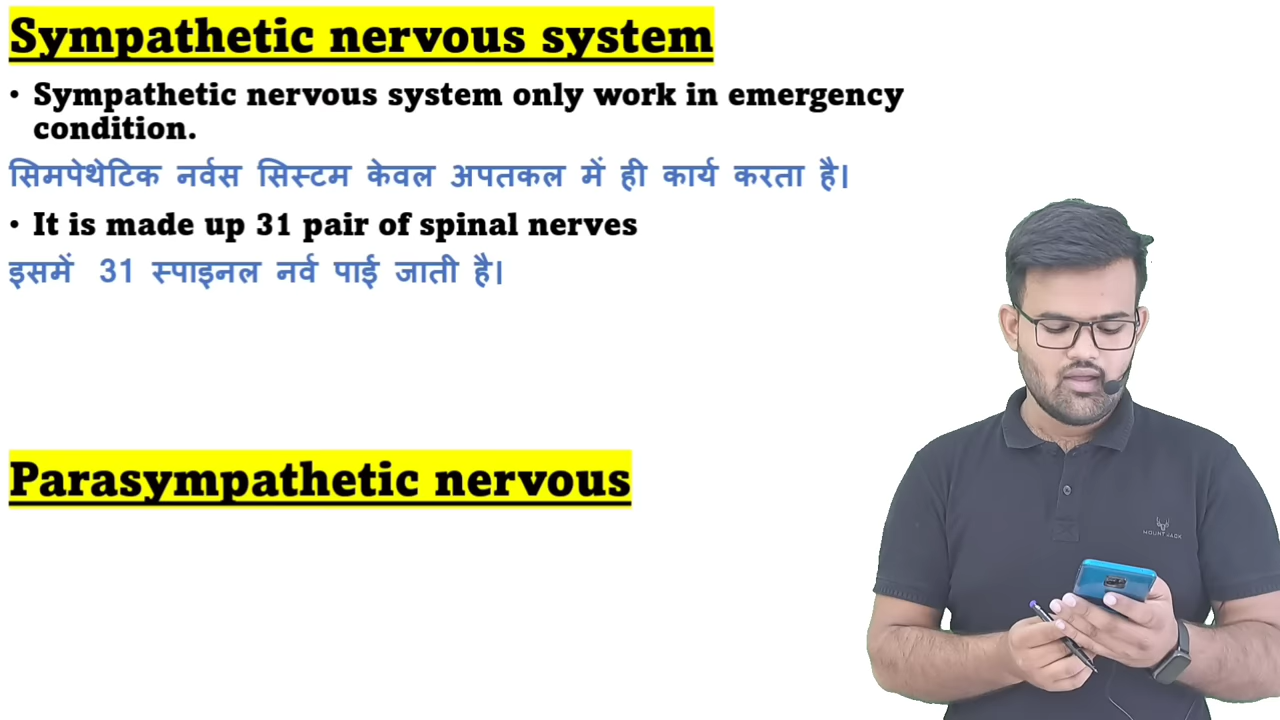 Sympathetic nervous system
• Sympathetic nervous system only work in emergency
condition.
सिमपेथेटिक नर्वस सिस्टम केवल अपतकल में ही कार्य करता है।
• It is made up 31 pair of spinal nerves
इसमें 31 स्पाइनल नर्व पाई जाती है।
Parasympathetic nervous